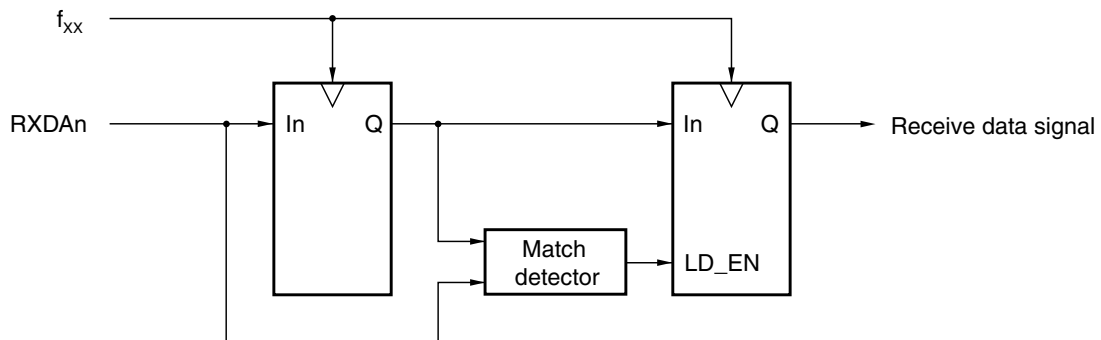 fXX
RXDAn
In
Q
In
Q
Receive data signal
Match
detector
LD_EN